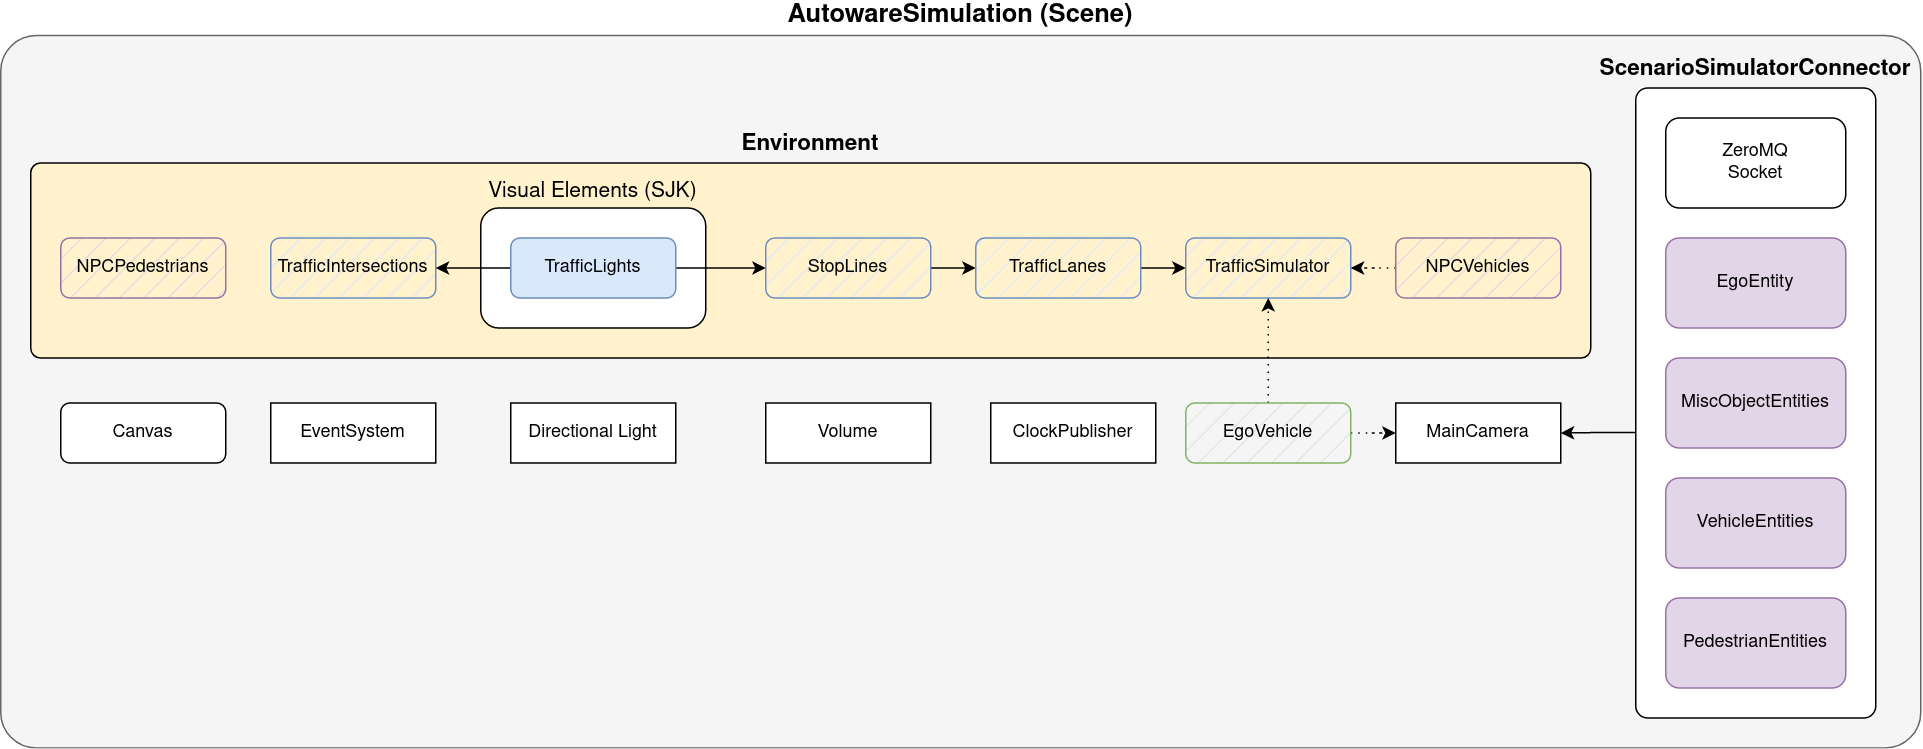 AutowareSimulation (Scene)
ScenarioSimulatorConnector
Environment
Visual Elements (SJK)
NPCPedestrians
TrafficIntersections
TrafficLights
StopLines
TrafficLanes
TrafficSimulator
NPCVehicles
Canvas
EventSystem
Directional Light
Volume
ClockPublisher
EgoVehicle
MainCamera
ZeroMQ
Socket
EgoEntity
MiscObjectEntities
VehicleEntities
PedestrianEntities